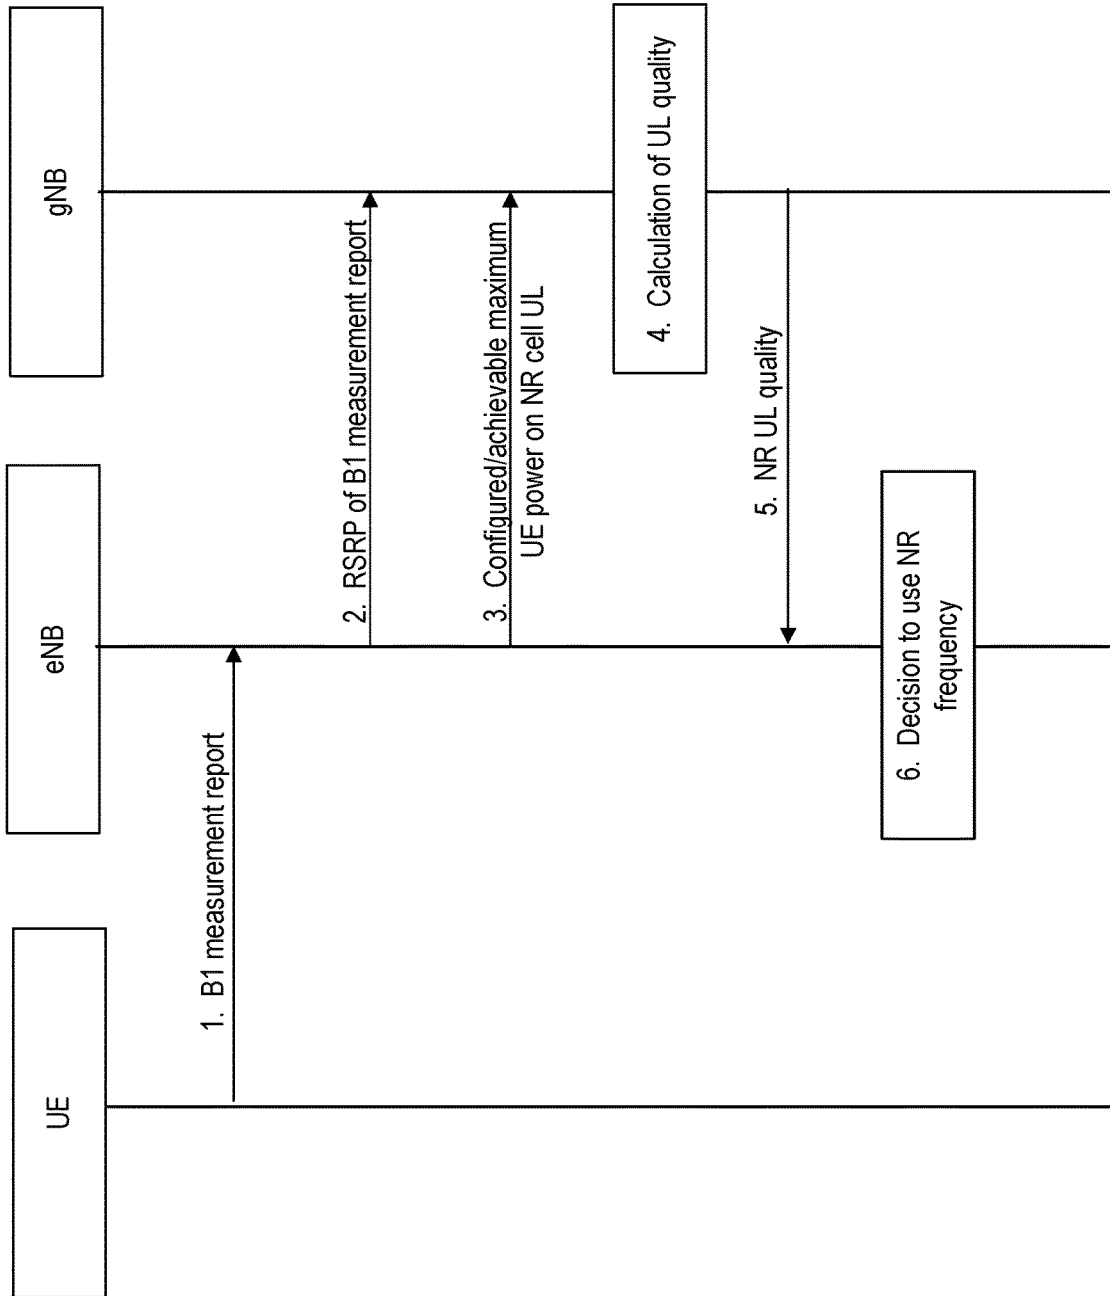 UE
eNB
gNB
1. B1 measurement report
2. RSRP of B1 measurement report
3. Configured/achievable maximum
UE power on NR cell UL
4. Calculation of UL quality
5. NR UL quality
6. Decision to use NR
frequency